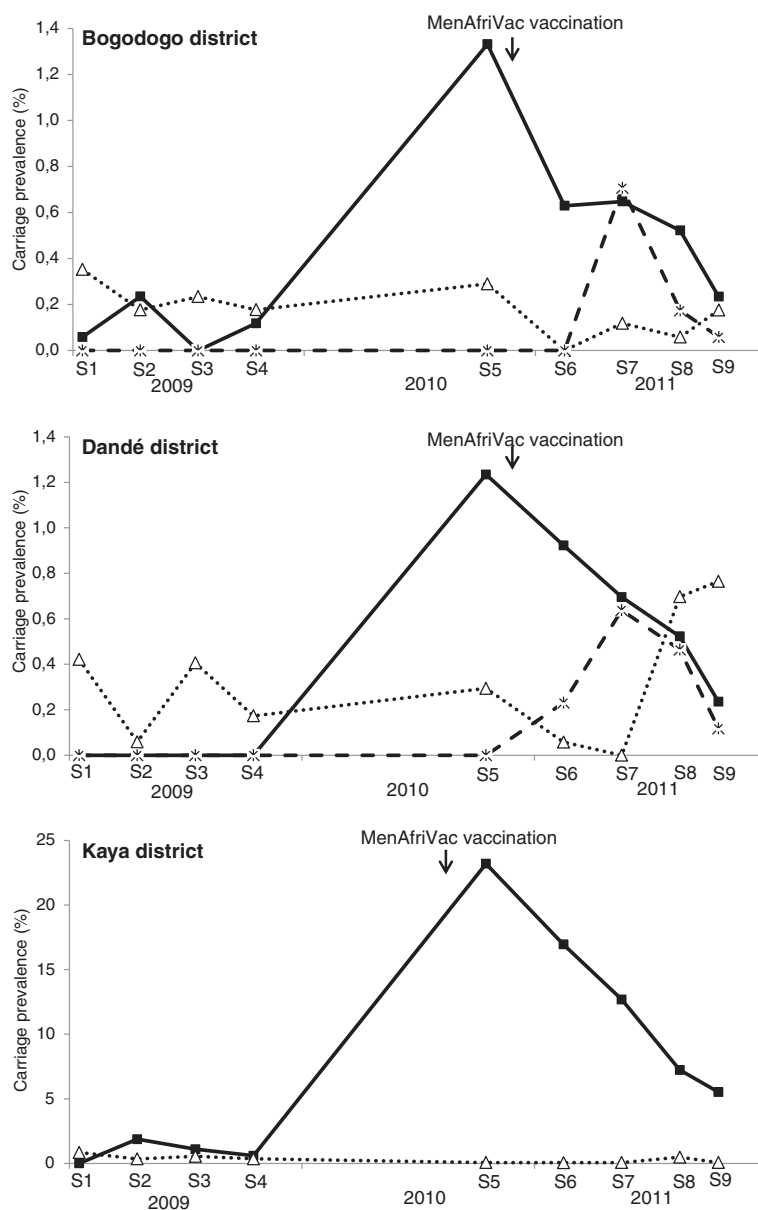 MenAfriVac vaccination
Bogodogo district
Carriage prevalence (%)
1,4
1,2
1,0
0,8
0,6
0,4
0,2
0,0
S1 S2 S3 S4 S5 S6 S7 S8 S9
2009 2010 2011
MenAfriVac vaccination
Dandé district
Carriage prevalence (%)
1,4
1,2
1,0
0,8
0,6
0,4
0,2
0,0
S1 S2 S3 S4 S5 S6 S7 S8 S9
2009 2010 2011
MenAfriVac vaccination
Kaya district
Carriage prevalence (%)
25
20
15
10
5
0
S1 S2 S3 S4 S5 S6 S7 S8 S9
2009 2010 2011